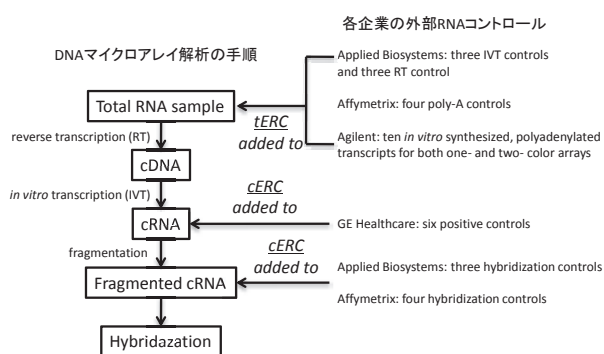 各企業の外部RNAコントロール
DNAマイクロアレイ解析の手順
Applied Biosystems: three IVT controls
and three RT control
Total RNA sample
Affymetrix: four poly-A controls
tERC
added to
reverse transcription (RT)
Agilent: ten in vitro synthesized, polyadenylated
transcripts for both one- and two- color arrays
cDNA
in vitro transcription (IVT)
cERC
added to
cRNA
GE Healthcare: six positive controls
fragmentation
cERC
added to
Applied Biosystems: three hybridization controls
Fragmented cRNA
Affymetrix: four hybridization controls
Hybridazation